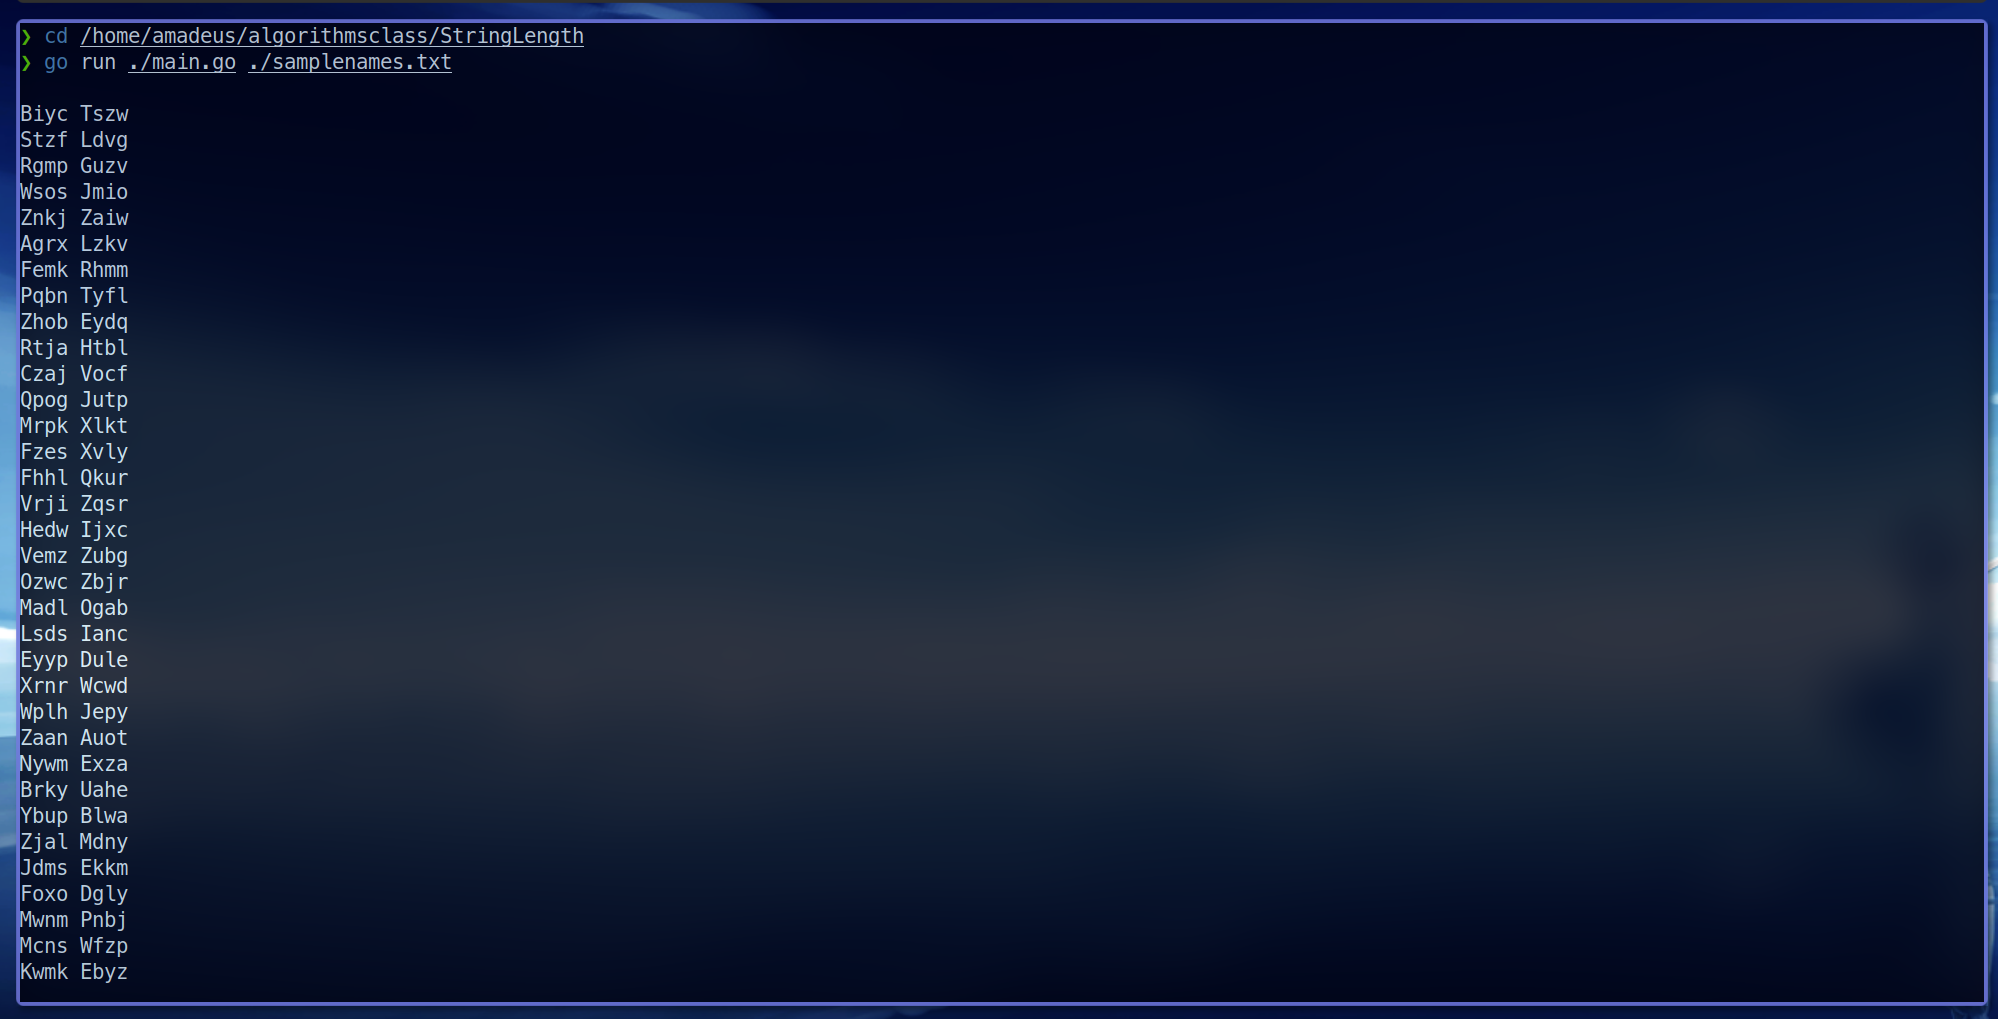 ❯ cd /home/amadeus/algorithmsclass/StringLength
❯ go run ./main.go ./samplenames.txt
Biyc Tszw
Stzf Ldvg
Rgmp Guzv
Wsos Jmio
Znkj Zaiw
Agrx Lzkv
Femk Rhmm
Pqbn Tyfl
Zhob Eydq
Rtja Htbl
Czaj Vocf
Qpog Jutp
Mrpk Xlkt
Fzes Xvly
Fhhl Qkur
Vrji Zqsr
Hedw Ijxc
Vemz Zubg
Ozwc Zbjr
Madl Ogab
Lsds Ianc
Eyyp Dule
Xrnr Wcwd
Wplh Jepy
Zaan Auot
Nywm Exza
Brky Uahe
Ybup Blwa
Zjal Mdny
Jdms Ekkm
Foxo Dgly
Mwnm Pnbj
Mcns Wfzp
Kwmk Ebyz